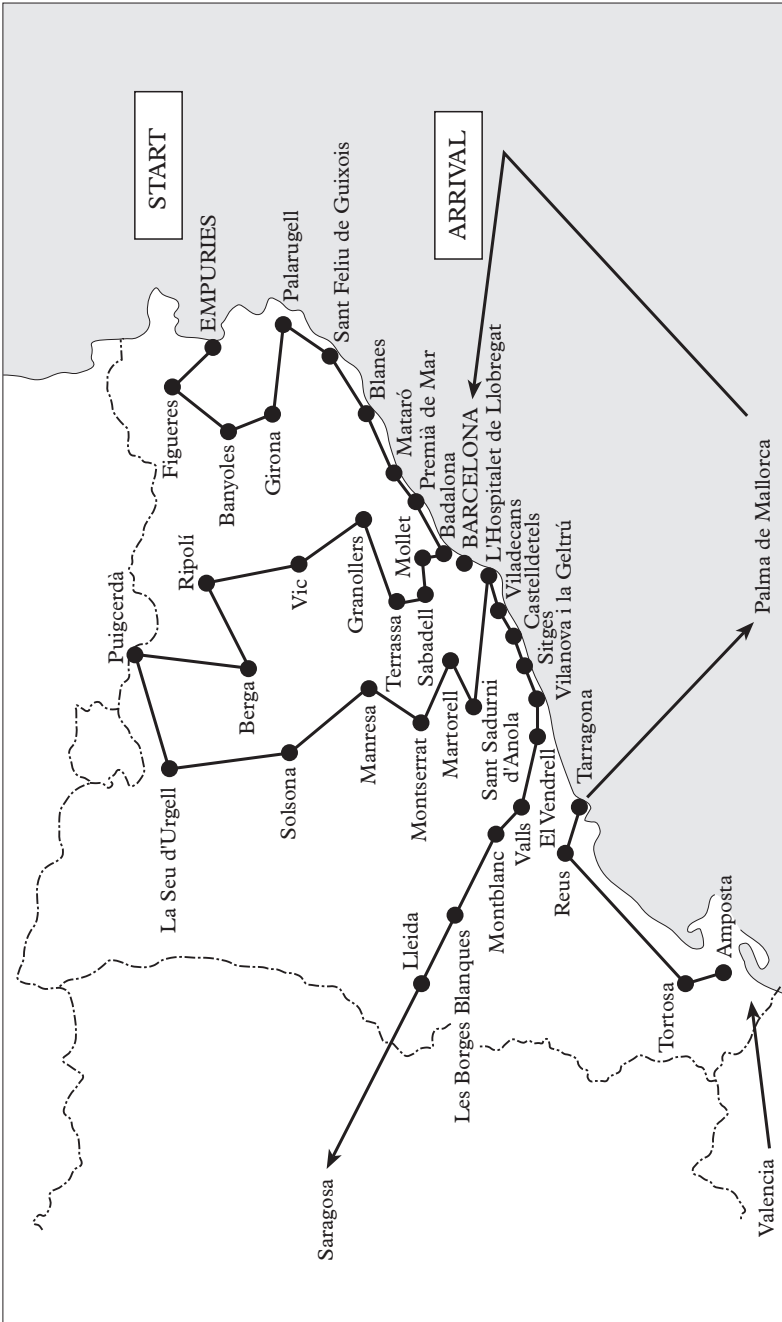 START
EMPURIES
Figueres
Banyoles
Girona
Palarugell
Sant Feliu de Guixois
Blanes
Mataró
Premià de Mar
Badalona
Mollet
Sabadell
Terrassa
Granollers
Vic
Ripolí
Berga
Puigcerdà
La Seu d'Urgell
Solsona
Manresa
Montserrat
Martorell
Sant Sadurni
d'Anola
ARRIVAL
BARCELONA
L'Hospitalet de Llobregat
Viladecans
Castelldetels
Sitges
Vilanova i la Geltrú
El Vendrell
Valls
Montblanc
Les Borges Blanques
Lleida
Saragosa
Valencia
Amposta
Tortosa
Reus
Tarragona
Palma de Mallorca